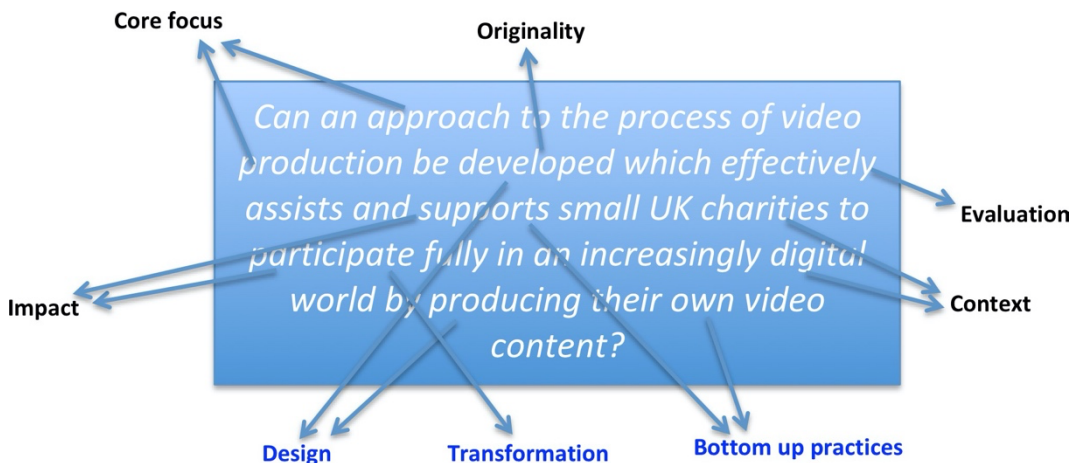 Core focus
Originality
Can an approach to the process of video
production be developed which effectively
assists and supports small UK charities to
participate fully in an increasingly digital
world by producing their own video
content?
Evaluation
Impact
Context
Design
Transformation
Bottom up practices